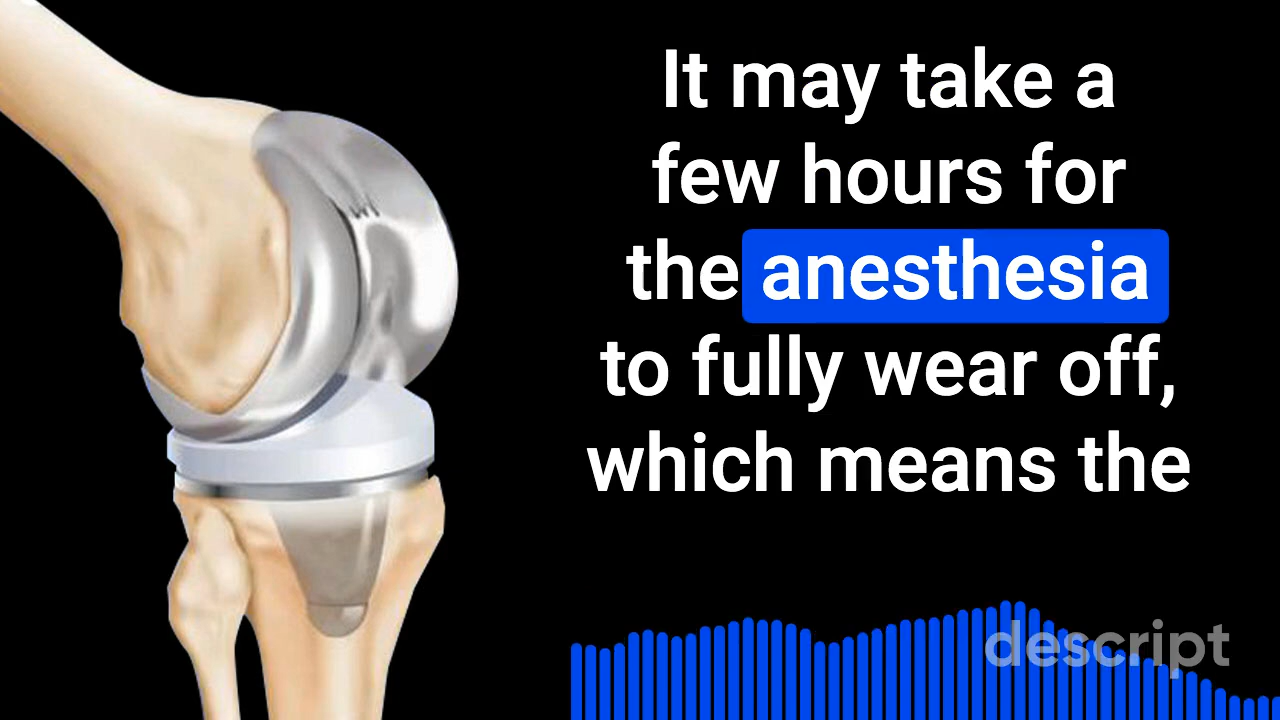 It may take a
few hours for
the anesthesia
to fully wear off,
which means the
descript